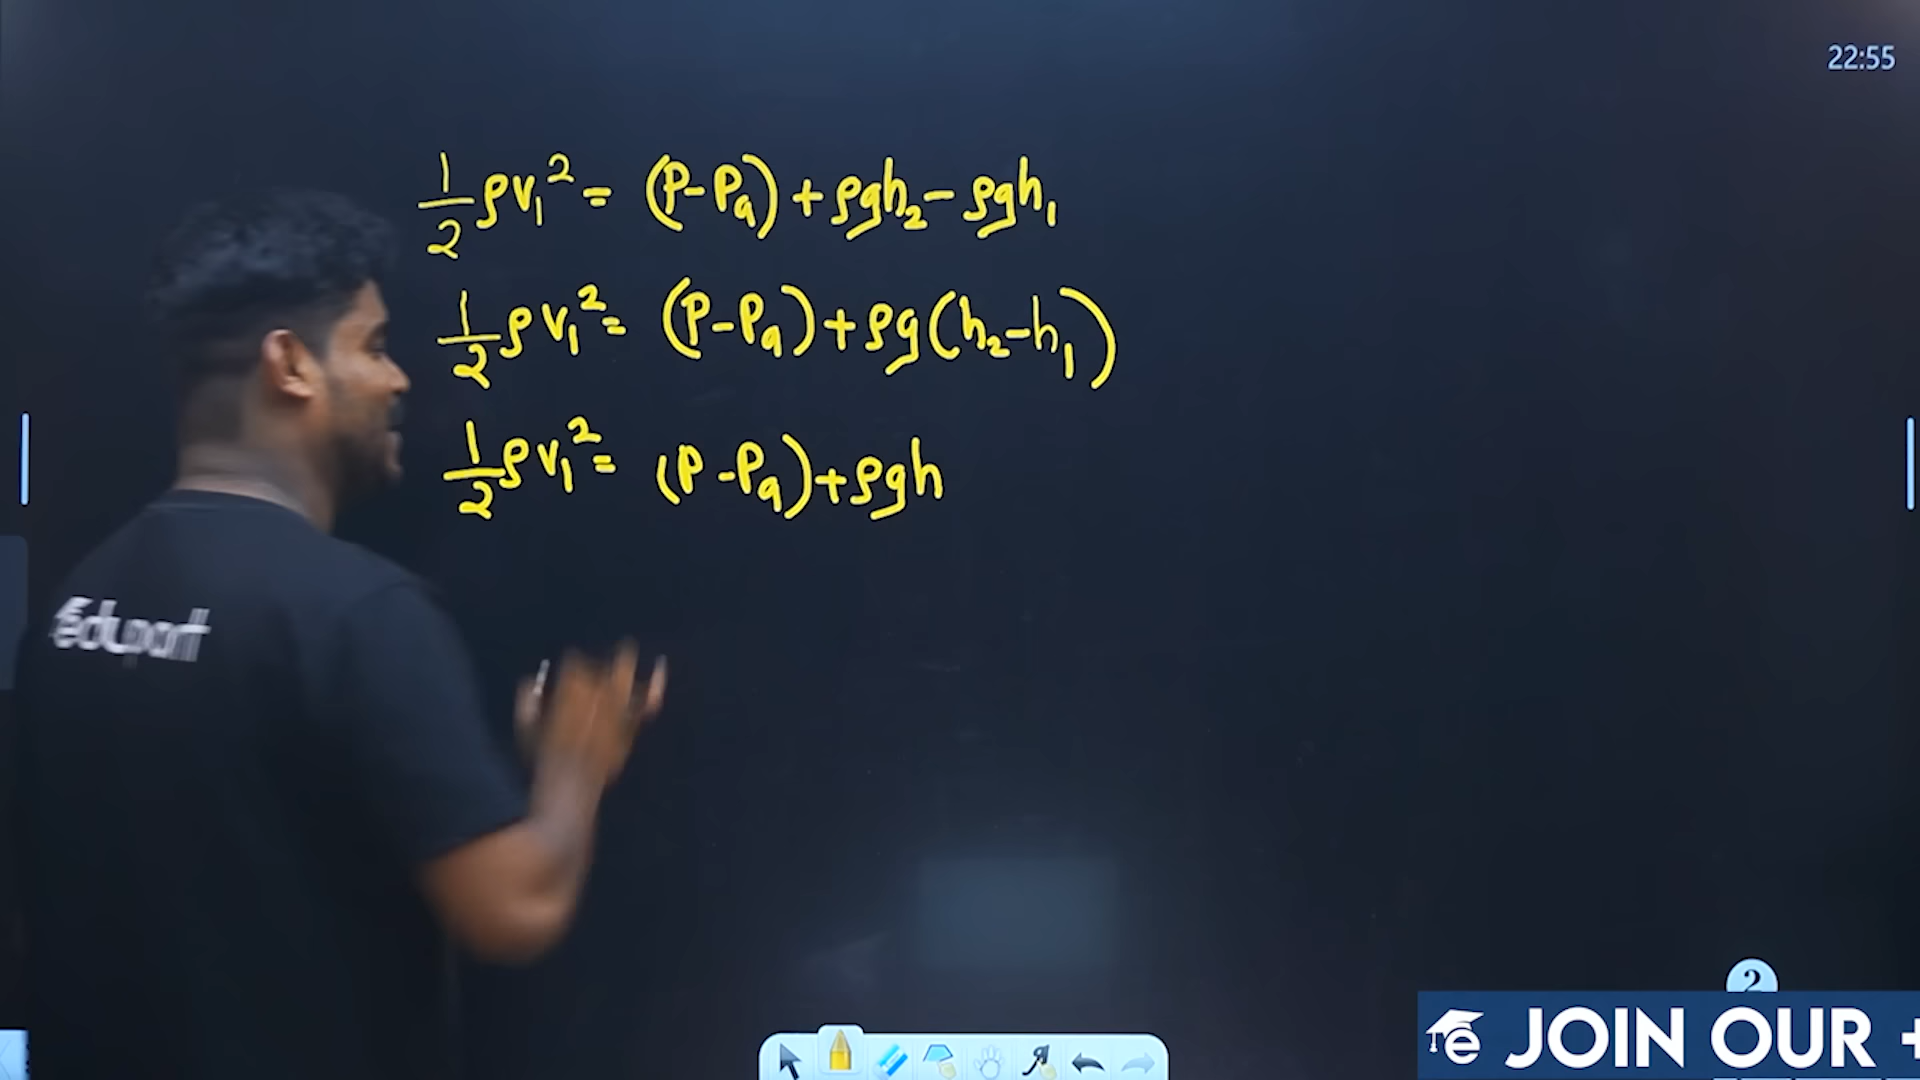 22:55
1/2 ρv₁² = (P-Pa) + ρgh₂ - ρgh₁
1/2 ρv₁² = (P-Pa) + ρg(h₂-h₁)
1/2 ρv₁² = (P-Pa) + ρgh
eduport
2
e JOIN OUR +